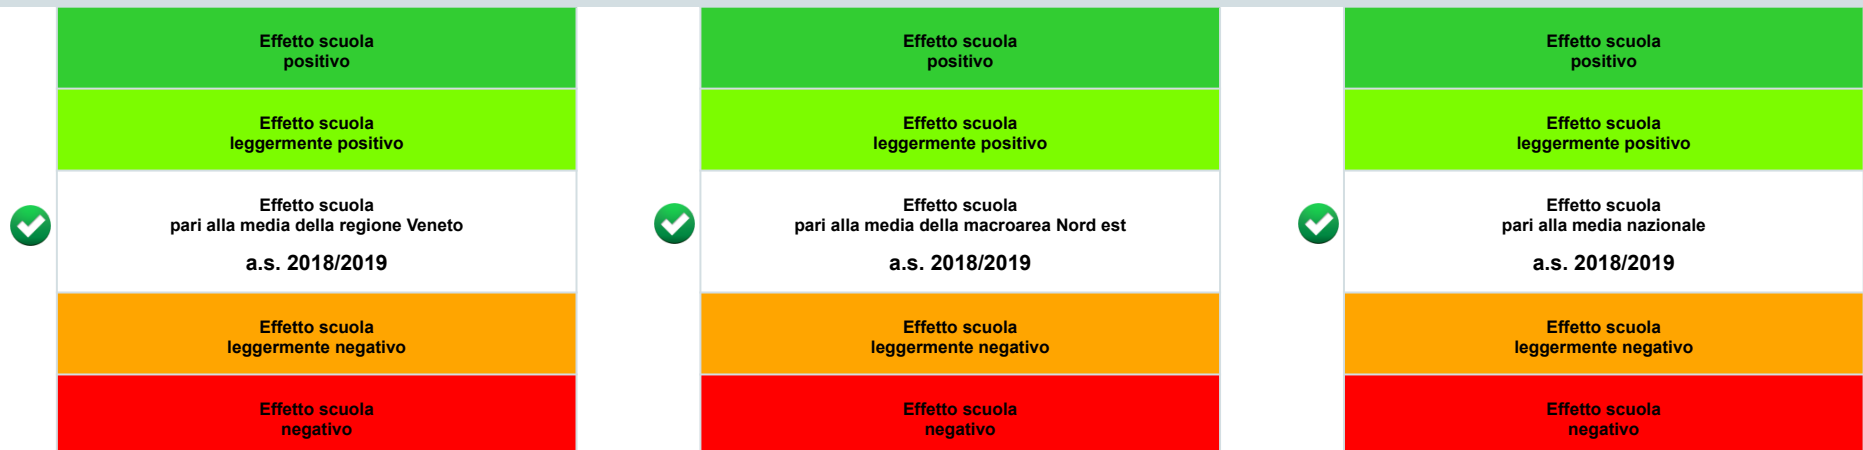 Effetto scuola
positivo
Effetto scuola
leggermente positivo
Effetto scuola
pari alla media della regione Veneto
a.s. 2018/2019
Effetto scuola
leggermente negativo
Effetto scuola
negativo
Effetto scuola
positivo
Effetto scuola
leggermente positivo
Effetto scuola
pari alla media della macroarea Nord est
a.s. 2018/2019
Effetto scuola
leggermente negativo
Effetto scuola
negativo
Effetto scuola
positivo
Effetto scuola
leggermente positivo
Effetto scuola
pari alla media nazionale
a.s. 2018/2019
Effetto scuola
leggermente negativo
Effetto scuola
negativo